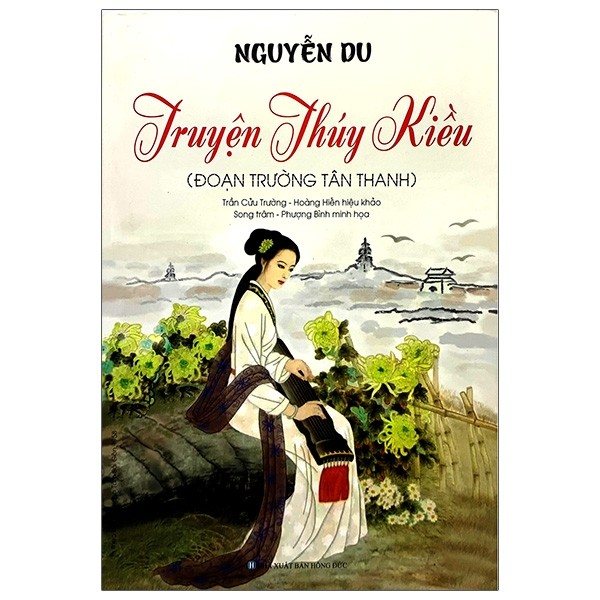 NGUYỄN DU
Truyện Thúy Kiều
(ĐOẠN TRƯỜNG TÂN THANH)
Trần Cửu Trường - Hoàng Hiền hiệu khảo
Song trâm - Phượng Bình minh họa
NHÀ XUẤT BẢN HỒNG ĐỨC